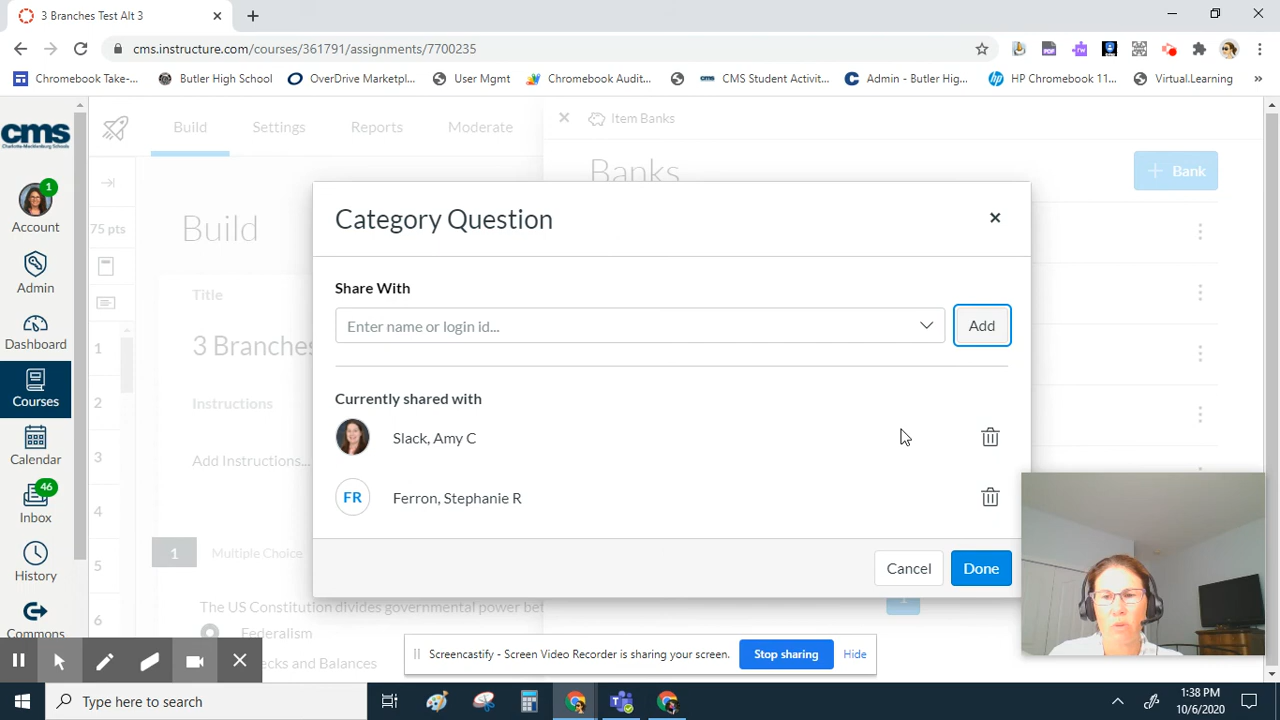 3 Branches Test Alt 3
cms.instructure.com/courses/361791/assignments/7700235
Chromebook Take-...
Butler High School
OverDrive Marketpl...
User Mgmt
Chromebook Audit...
CMS Student Activit...
Admin - Butler Hig...
HP Chromebook 11...
Virtual.Learning
»
cms
Charlotte-Mecklenburg Schools
1
Account
Admin
Dashboard
Courses
Calendar
46
Inbox
History
Commons
75 pts
1
2
3
4
5
6
Build
Settings
Reports
Moderate
Item Banks
Banks
+ Bank
Build
Title
3 Branches
Instructions
Add Instructions...
1
Multiple Choice
The US Constitution divides governmental power bet
Federalism
ecks and Balances
Category Question
Share With
Enter name or login id...
Add
Currently shared with
Slack, Amy C
FR
Ferron, Stephanie R
Cancel
Done
1
Screencastify - Screen Video Recorder is sharing your screen.
Stop sharing
Hide
Type here to search
1:38 PM
10/6/2020